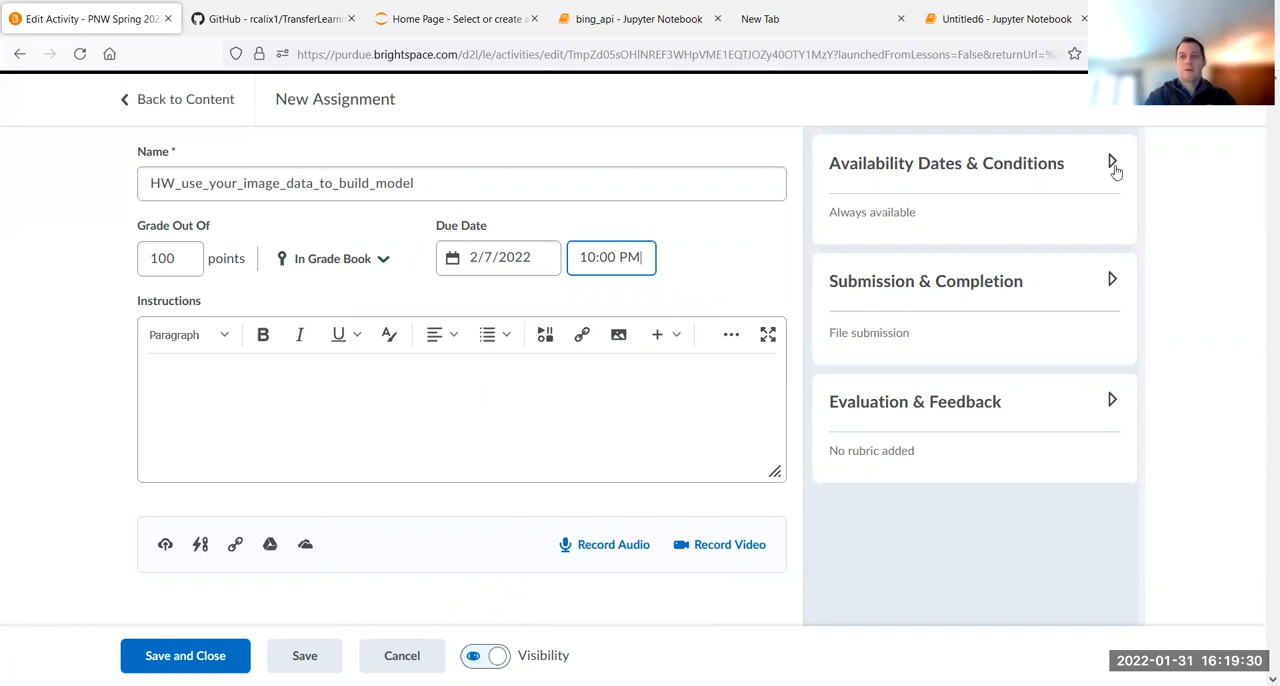 Edit Activity - PNW Spring 202
GitHub - rcalix1/TransferLearni
Home Page - Select or create a
bing_api - Jupyter Notebook
New Tab
Untitled6 - Jupyter Notebook
https://purdue.brightspace.com/d2l/le/activities/edit/TmpZd05sOHlNREF3WHpVME1EQTJOZy40OTY1MzY?launchedFromLessons=False&returnUrl=%
Back to Content
New Assignment
Name *
HW_use_your_image_data_to_build_model
Grade Out Of
Due Date
100 points
In Grade Book
2/7/2022
10:00 PM
Instructions
Paragraph
B I U
Record Audio
Record Video
Availability Dates & Conditions
Always available
Submission & Completion
File submission
Evaluation & Feedback
No rubric added
Save and Close
Save
Cancel
Visibility
2022-01-31 16:19:30